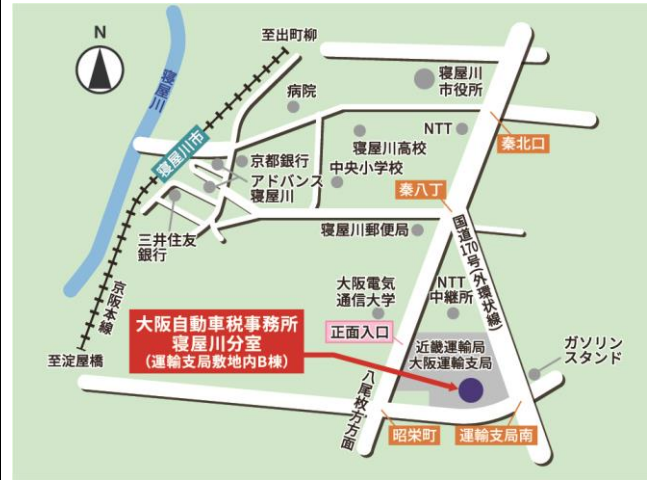 N
至出町柳
寝屋川
病院
寝屋川
市役所
寝屋川市
京都銀行
アドバンス
寝屋川
寝屋川高校
NTT
秦北口
中央小学校
秦八丁
三井住友
銀行
寝屋川郵便局
国道170号(外環状線)
京阪本線
大阪電気
通信大学
NTT
中継所
大阪自動車税事務所
寝屋川分室
(運輸支局敷地内B棟)
正面入口
近畿運輸局
大阪運輸支局
ガソリン
スタンド
至淀屋橋
八尾枚方方面
昭栄町
運輸支局南